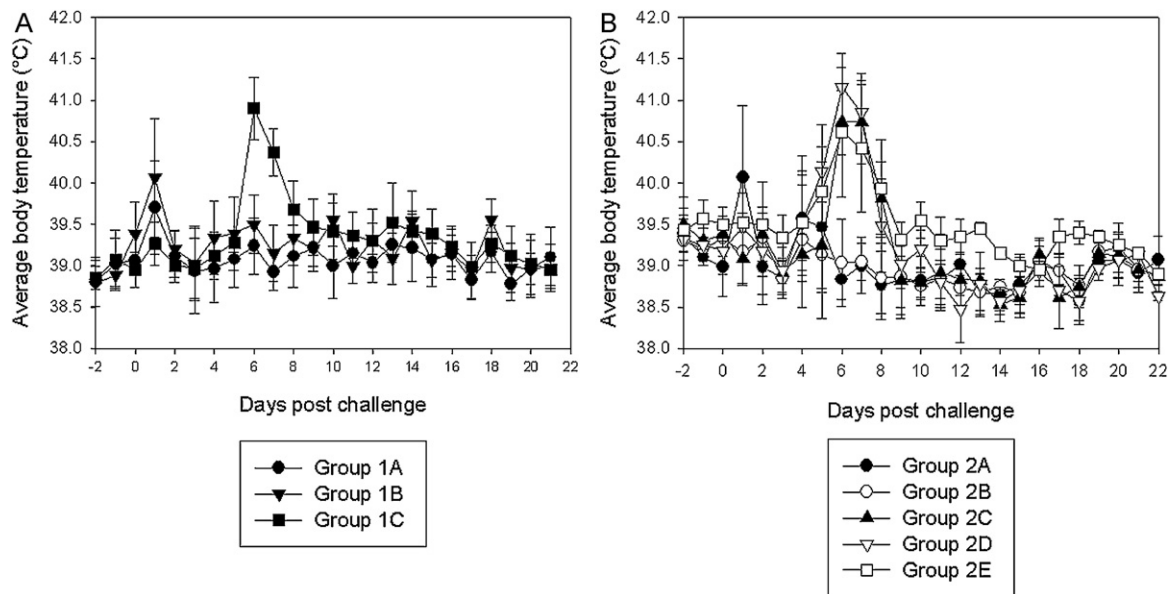 A
Average body temperature (°C)
42.0
41.5
41.0
40.5
40.0
39.5
39.0
38.5
38.0
-2 0 2 4 6 8 10 12 14 16 18 20 22
Days post challenge
Group 1A
Group 1B
Group 1C
B
Average body temperature (°C)
42.0
41.5
41.0
40.5
40.0
39.5
39.0
38.5
38.0
-2 0 2 4 6 8 10 12 14 16 18 20 22
Days post challenge
Group 2A
Group 2B
Group 2C
Group 2D
Group 2E